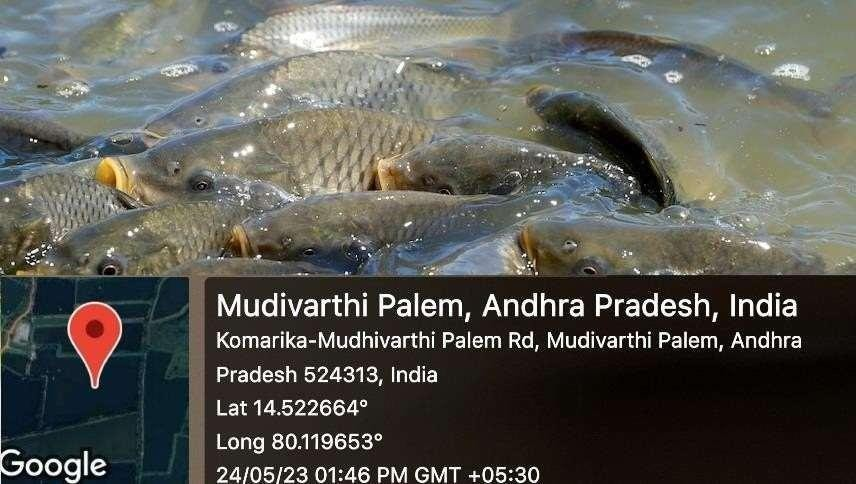 Mudivarthi Palem, Andhra Pradesh, India
Komarika-Mudhivarthi Palem Rd, Mudivarthi Palem, Andhra
Pradesh 524313, India
Lat 14.522664°
Long 80.119653°
24/05/23 01:46 PM GMT +05:30
Google